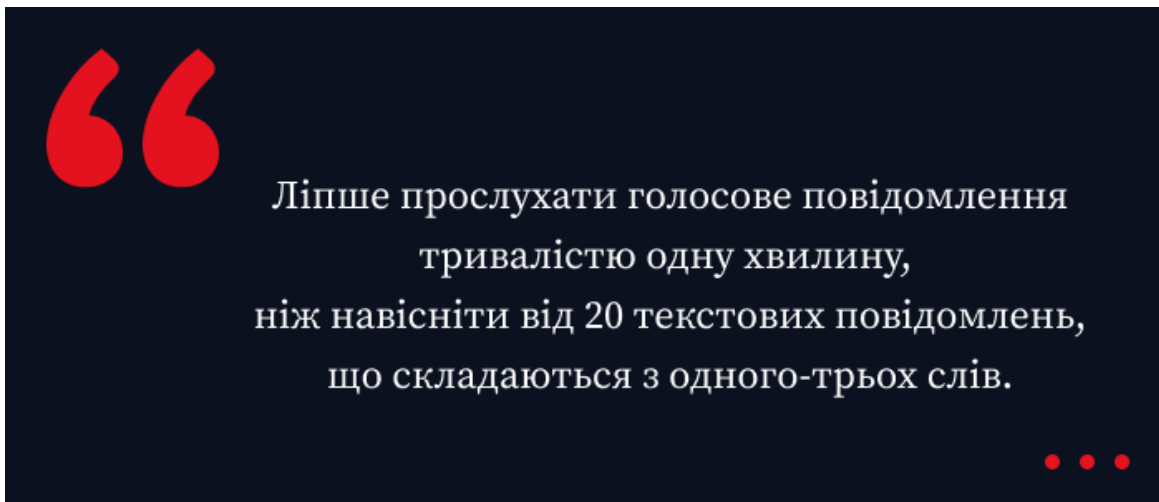 Ліпше прослухати голосове повідомлення
тривалістю одну хвилину,
ніж навісніти від 20 текстових повідомлень,
що складаються з одного-трьох слів.